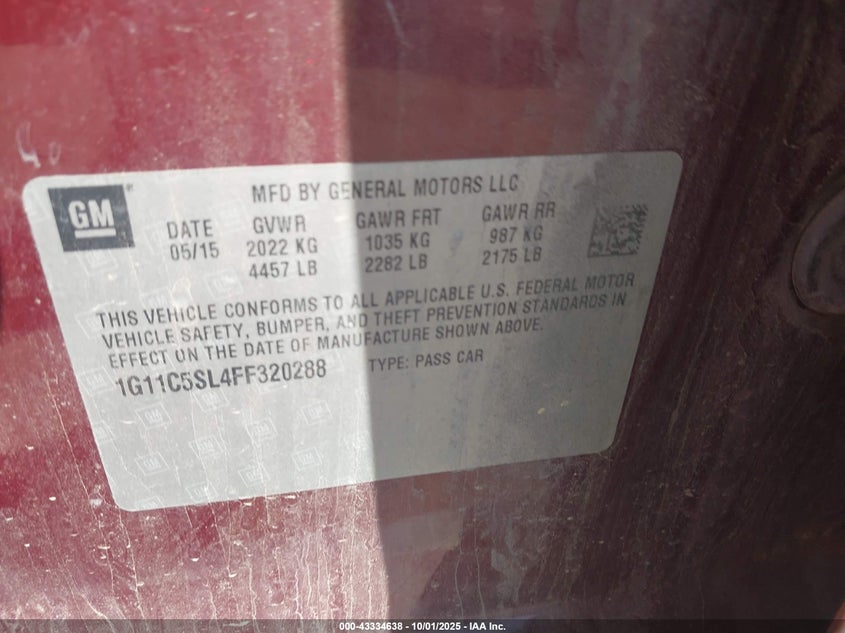 GM
MFD BY GENERAL MOTORS LLC
DATE GVWR GAWR FRT GAWR RR
05/15 2022 KG 1035 KG 987 KG
4457 LB 2282 LB 2175 LB
THIS VEHICLE CONFORMS TO ALL APPLICABLE U.S. FEDERAL MOTOR
VEHICLE SAFETY, BUMPER, AND THEFT PREVENTION STANDARDS IN
EFFECT ON THE DATE OF MANUFACTURE SHOWN ABOVE.
1G11C5SL4FF320288 TYPE: PASS CAR
000-43334638 - 10/01/2025 - IAA Inc.